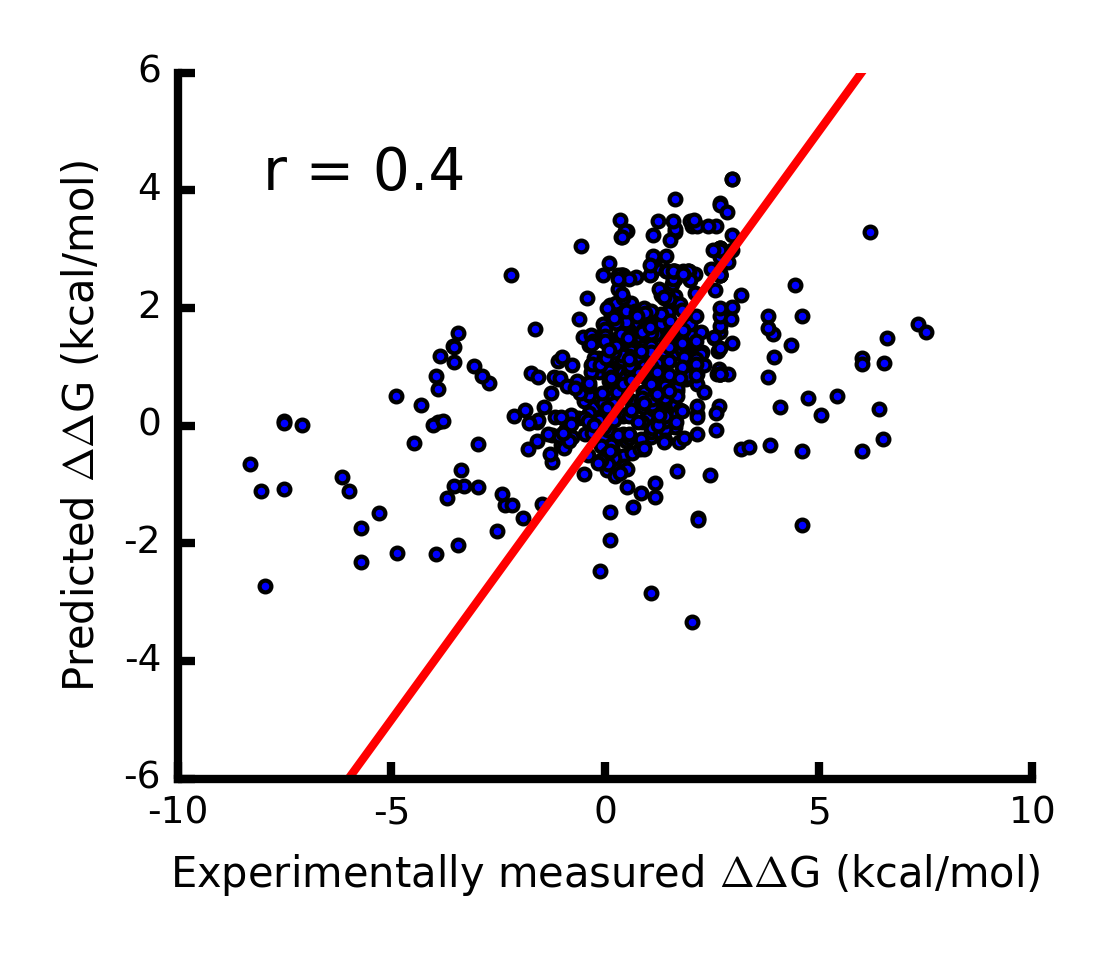 6
r = 0.4
4
2
0
-2
-4
-6
Predicted ΔΔG (kcal/mol)
-10 -5 0 5 10
Experimentally measured ΔΔG (kcal/mol)